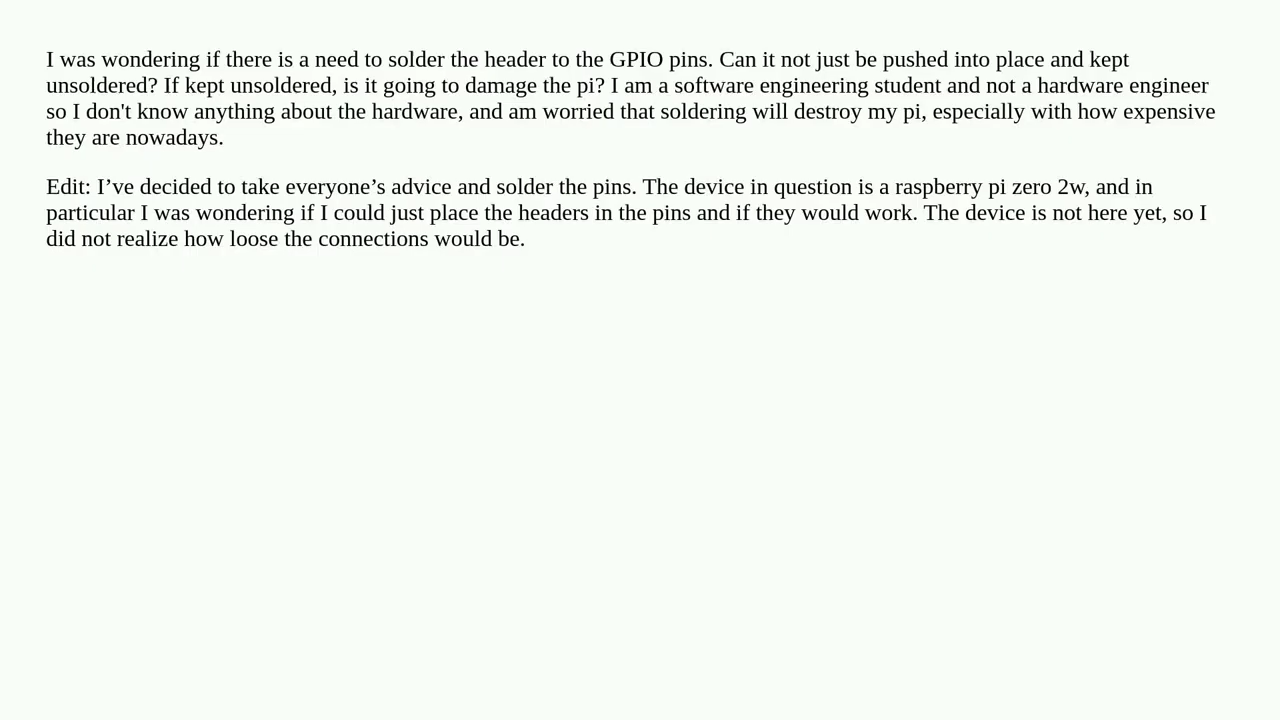 I was wondering if there is a need to solder the header to the GPIO pins. Can it not just be pushed into place and kept
unsoldered? If kept unsoldered, is it going to damage the pi? I am a software engineering student and not a hardware engineer
so I don't know anything about the hardware, and am worried that soldering will destroy my pi, especially with how expensive
they are nowadays.
Edit: I’ve decided to take everyone’s advice and solder the pins. The device in question is a raspberry pi zero 2w, and in
particular I was wondering if I could just place the headers in the pins and if they would work. The device is not here yet, so I
did not realize how loose the connections would be.